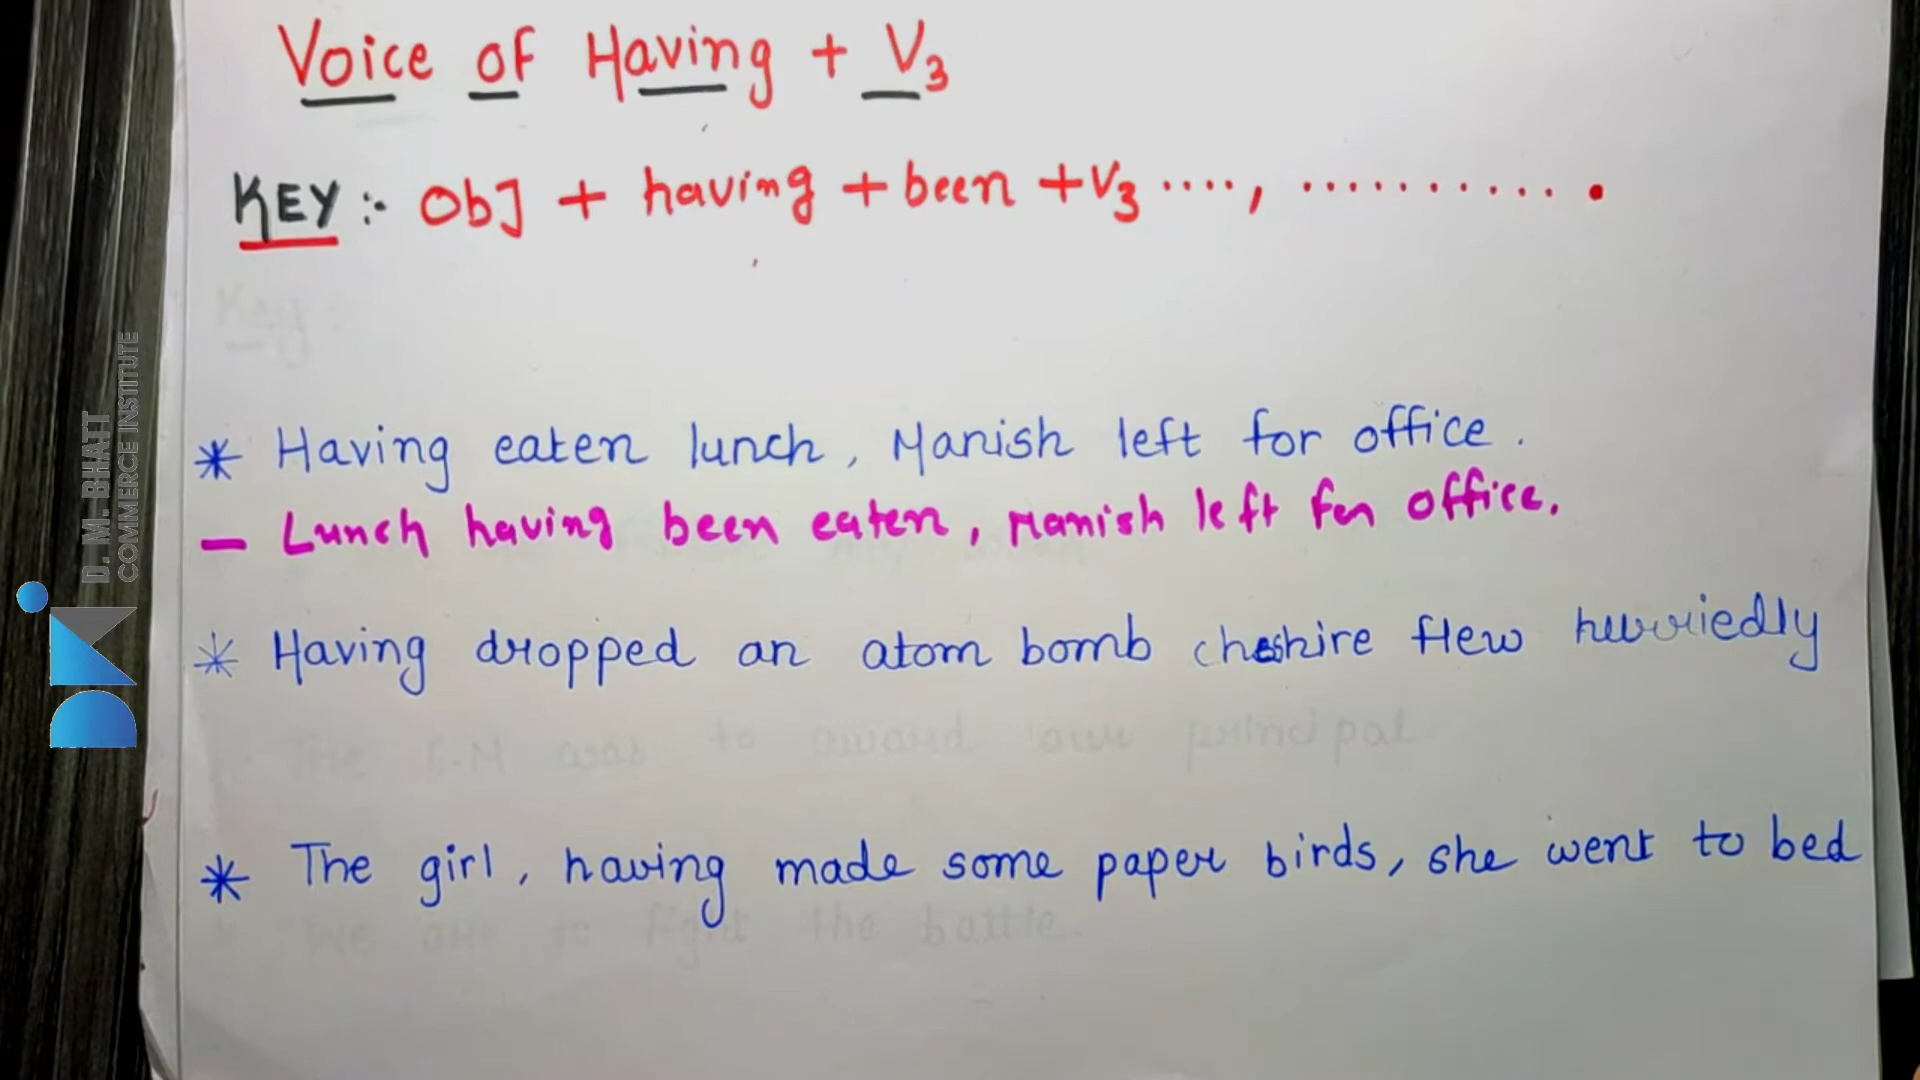 Voice of Having + V3
KEY :- Obj + having + been + V3 ...., ........... .
* Having eaten lunch, Manish left for office.
- Lunch having been eaten, Manish left for office.
* Having dropped an atom bomb cheshire flew hurriedly
* The girl, having made some paper birds, she went to bed
D. M. BHATT
COMMERCE INSTITUTE